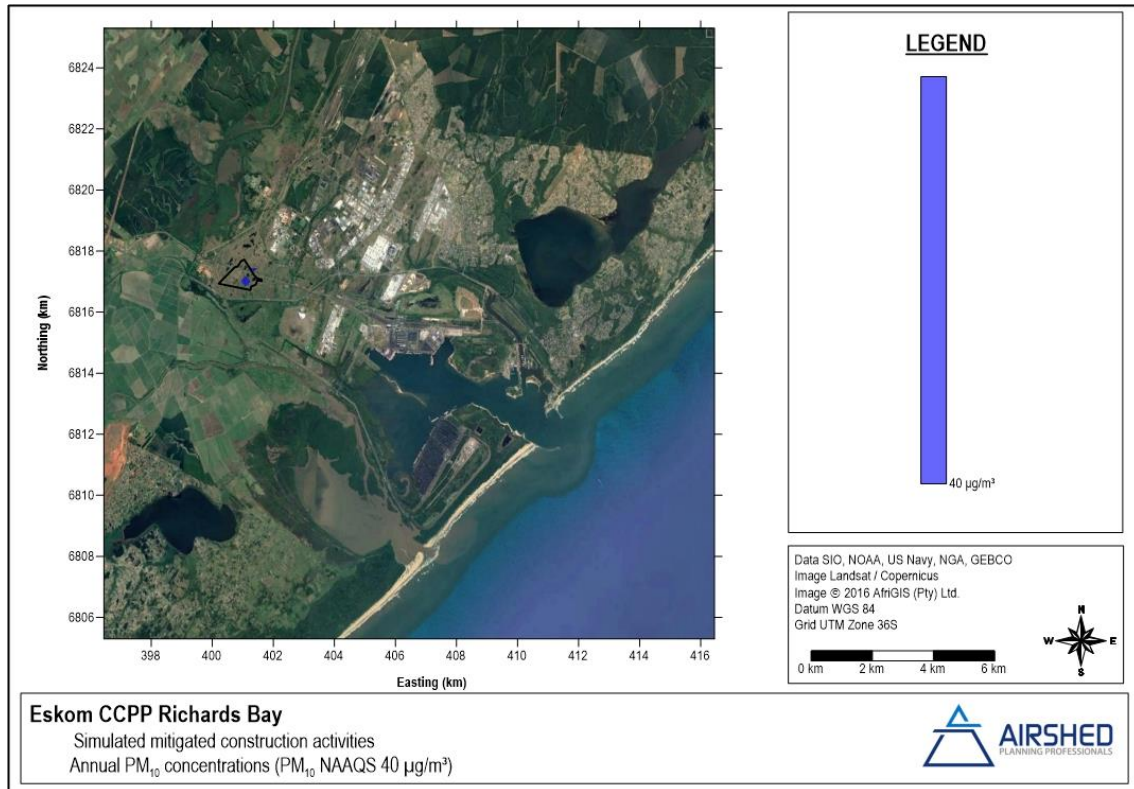 6824
6822
6820
6818
6816
6814
6812
6810
6808
6806
Northing (km)
398 400 402 404 406 408 410 412 414 416
Easting (km)
LEGEND
40 µg/m³
Data SIO, NOAA, US Navy, NGA, GEBCO
Image Landsat / Copernicus
Image © 2016 AfriGIS (Pty) Ltd.
Datum WGS 84
Grid UTM Zone 36S
0 km 2 km 4 km 6 km
N
W E
S
Eskom CCPP Richards Bay
Simulated mitigated construction activities
Annual PM₁₀ concentrations (PM₁₀ NAAQS 40 µg/m³)
AIRSHED
PLANNING PROFESSIONALS